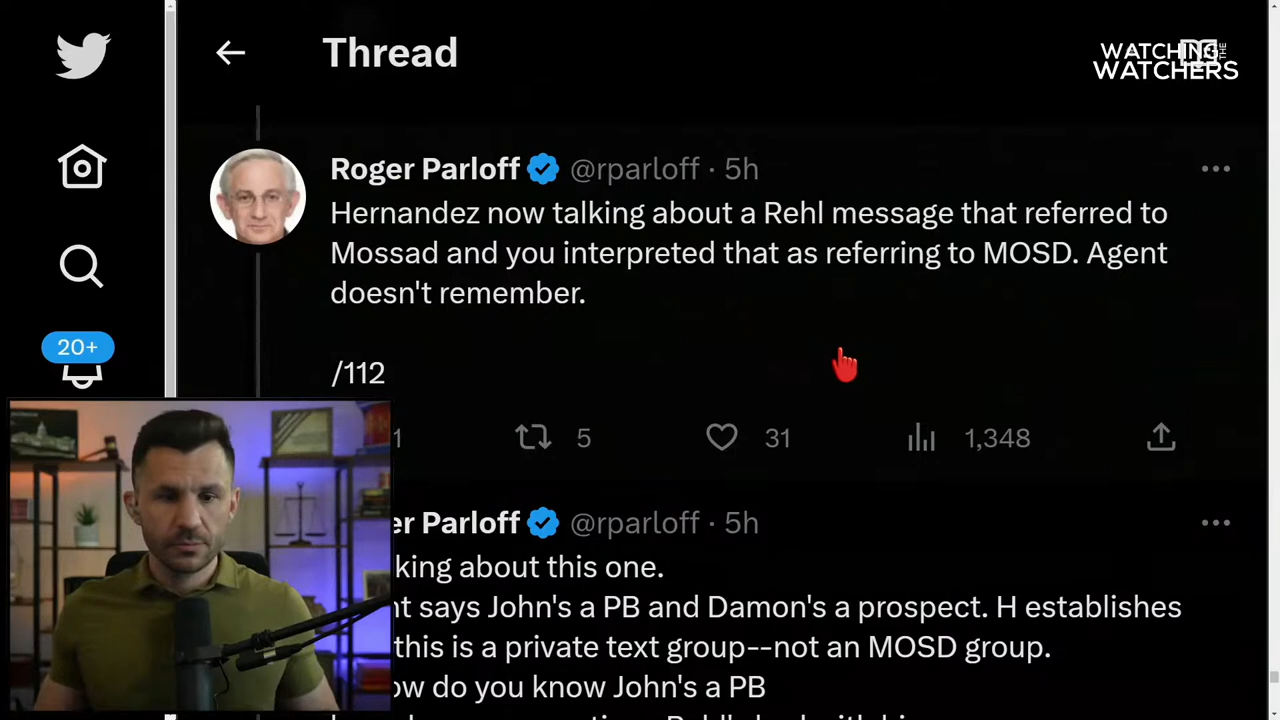 Thread
WATCHING THE
WATCHERS
Roger Parloff @rparloff · 5h
Hernandez now talking about a Rehl message that referred to
Mossad and you interpreted that as referring to MOSD. Agent
doesn't remember.
/112
20+
1 5 31 1,348
er Parloff @rparloff · 5h
king about this one.
nt says John's a PB and Damon's a prospect. H establishes
this is a private text group--not an MOSD group.
ow do you know John's a PB